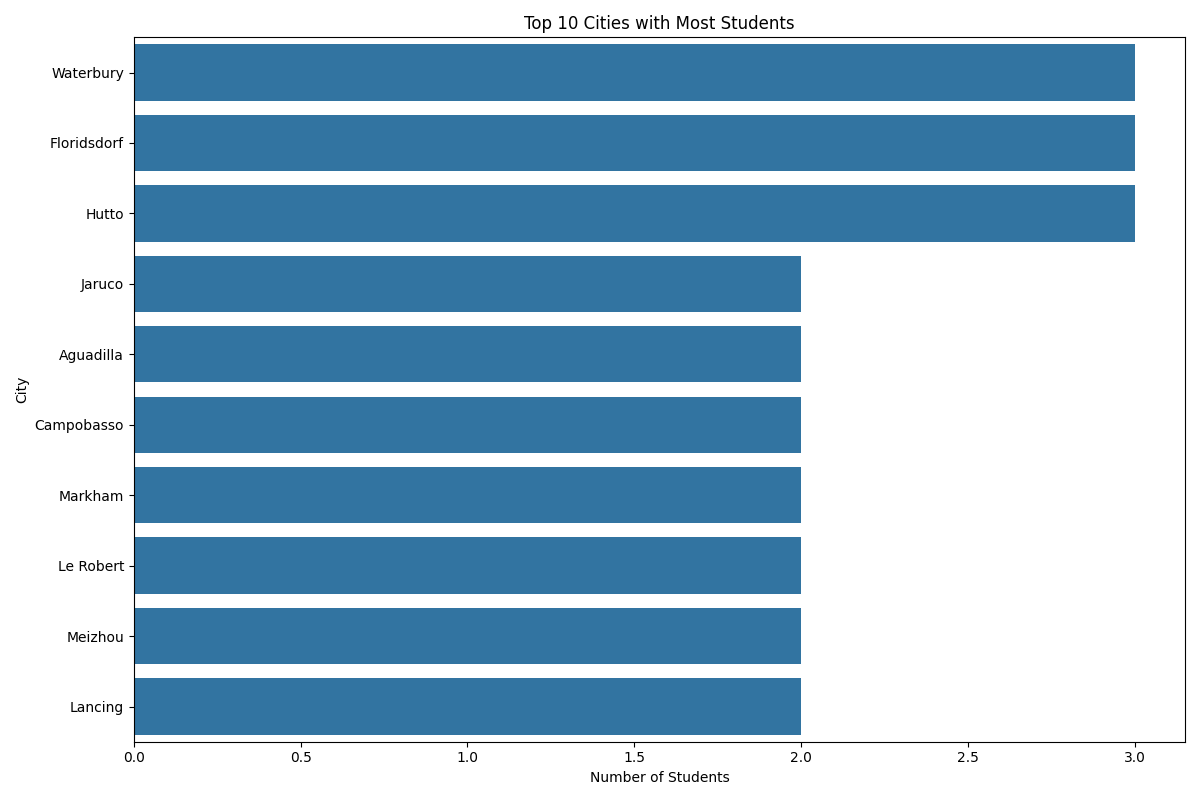 Top 10 Cities with Most Students
Waterbury
Floridsdorf
Hutto
Jaruco
Aguadilla
Campobasso
Markham
Le Robert
Meizhou
Lancing
City
0.0 0.5 1.0 1.5 2.0 2.5 3.0
Number of Students